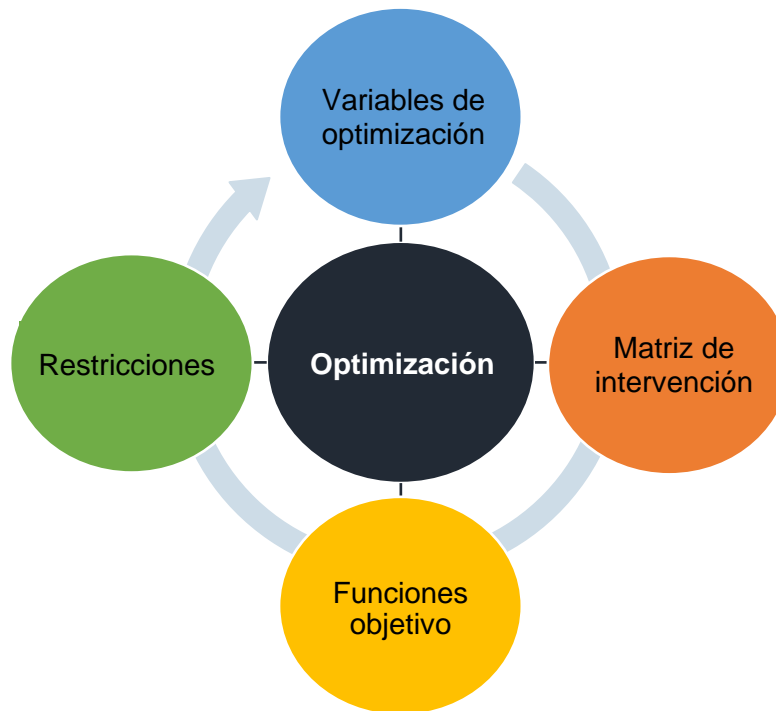 Variables de
optimización
Restricciones
Optimización
Matriz de
intervención
Funciones
objetivo